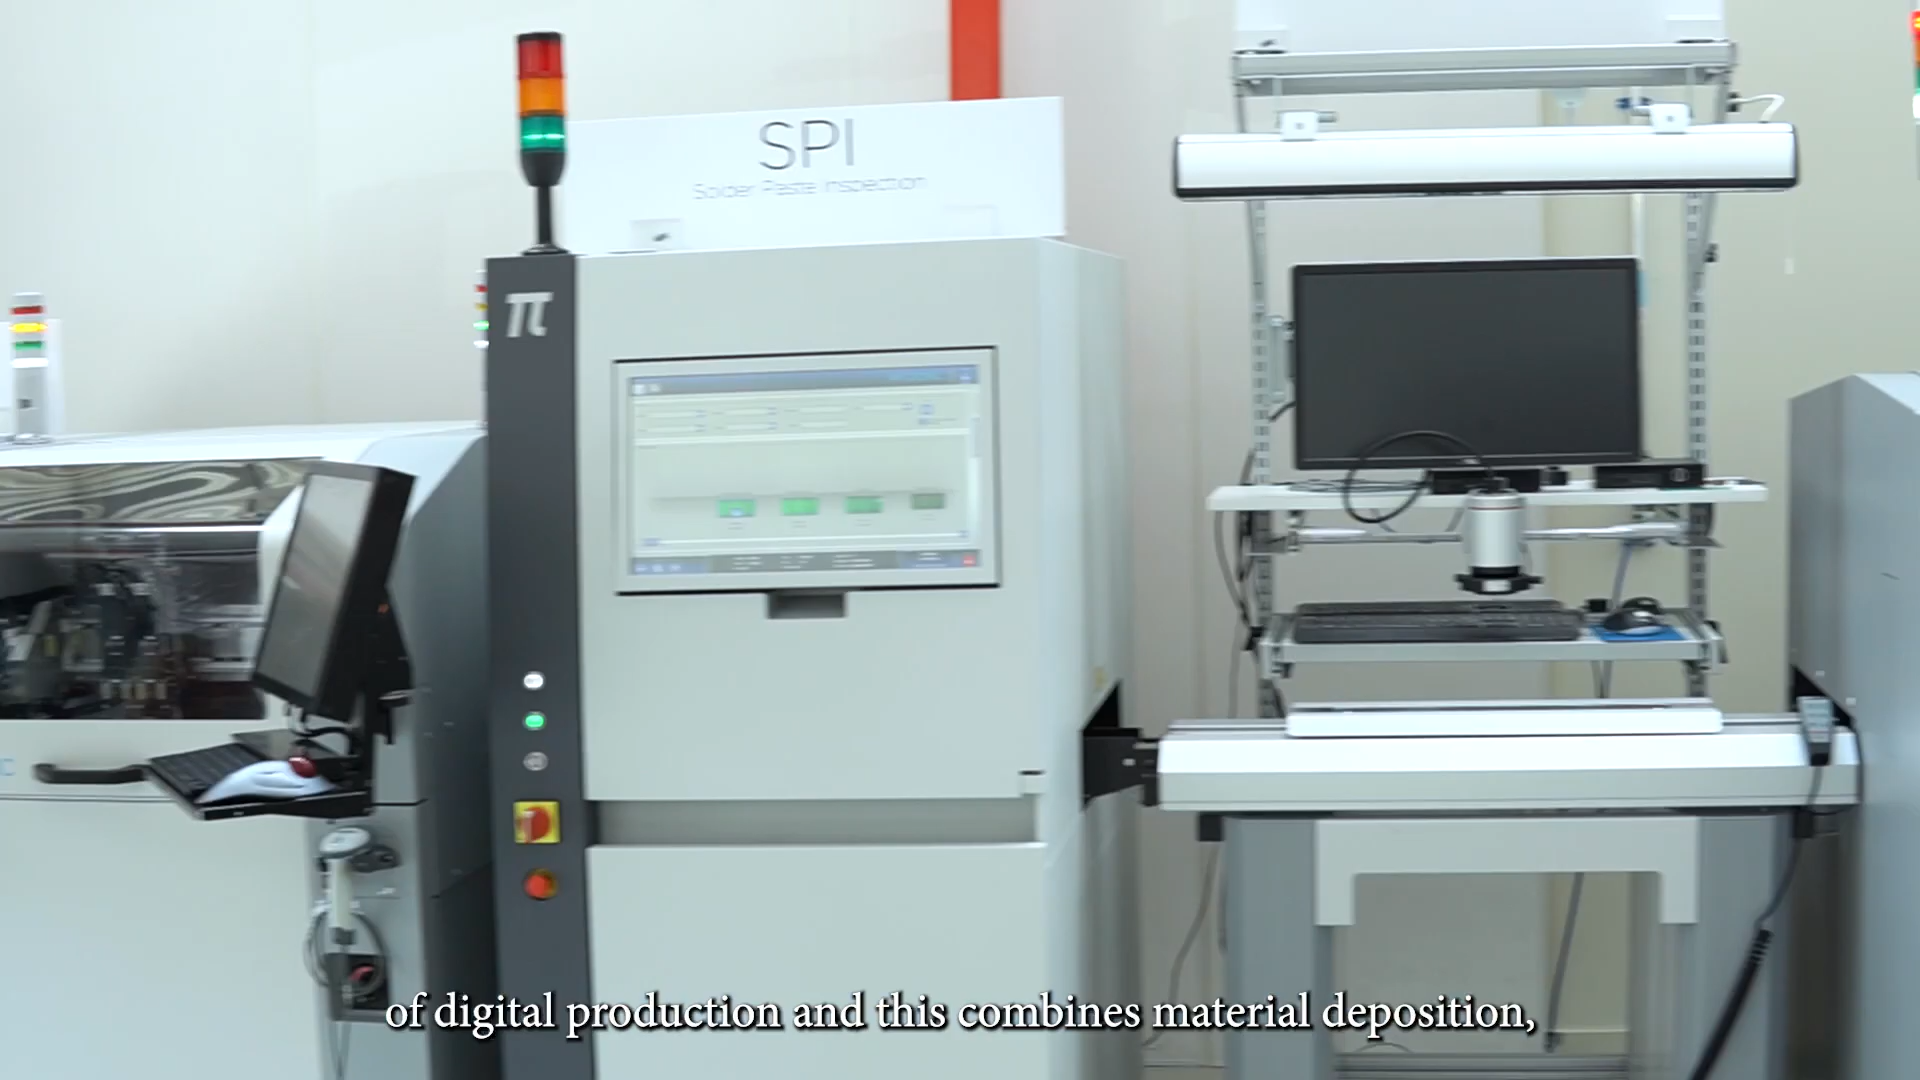 SPI
Solder Paste Inspection
π
of digital production and this combines material deposition,